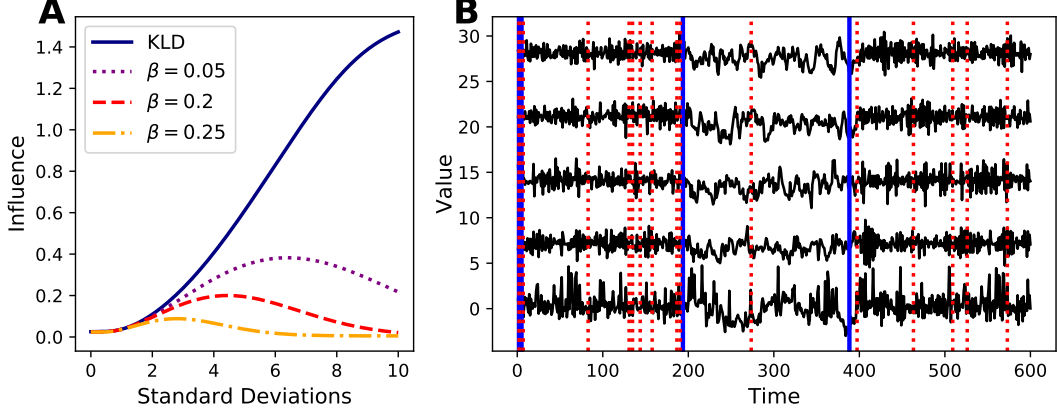 A
Influence
1.4
1.2
1.0
0.8
0.6
0.4
0.2
0.0
KLD
β = 0.05
β = 0.2
β = 0.25
0 2 4 6 8 10
Standard Deviations
B
Value
30
25
20
15
10
5
0
0 100 200 300 400 500 600
Time